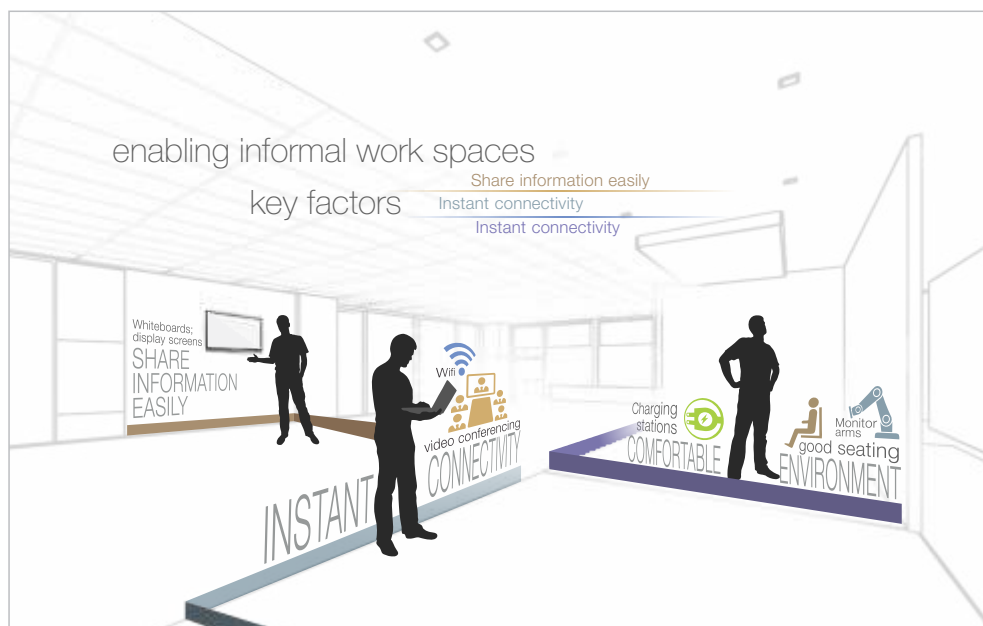 enabling informal work spaces
key factors
Share information easily
Instant connectivity
Instant connectivity
Whiteboards;
display screens
SHARE
INFORMATION
EASILY
Wifi
video conferencing
INSTANT CONNECTIVITY
Charging
stations
Monitor
arms
good seating
COMFORTABLE ENVIRONMENT